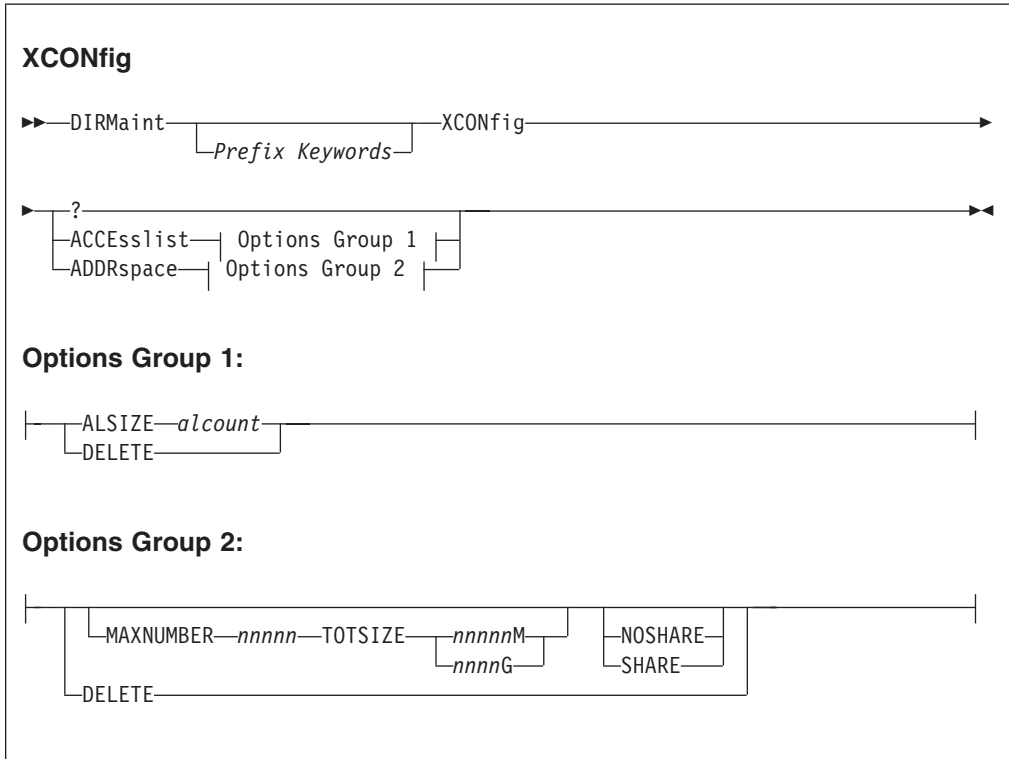 XCONfig
DIRMaint XCONfig
Prefix Keywords
?
ACCEsslist Options Group 1
ADDRspace Options Group 2
Options Group 1:
ALSIZE alcount
DELETE
Options Group 2:
MAXNUMBER nnnnn TOTSIZE nnnnnM NOSHARE
nnnnG SHARE
DELETE